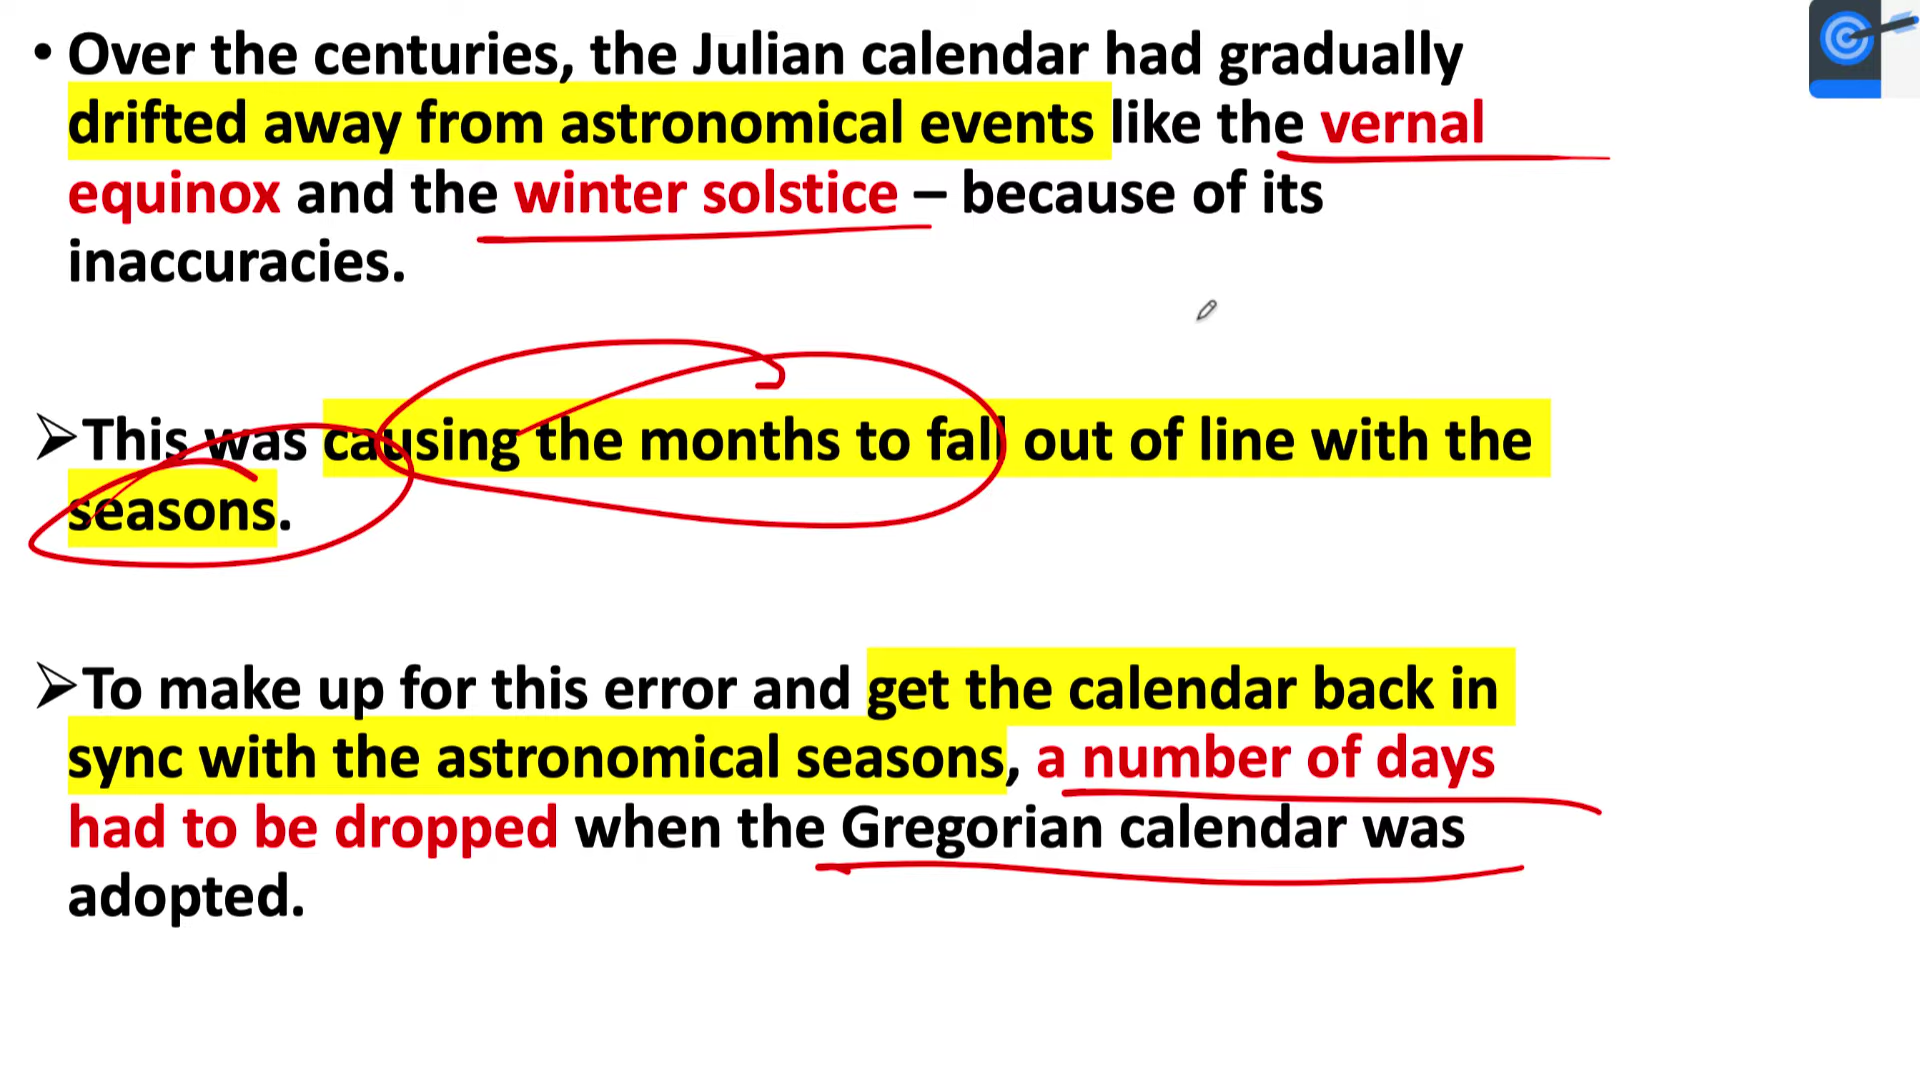 • Over the centuries, the Julian calendar had gradually
drifted away from astronomical events like the vernal
equinox and the winter solstice – because of its
inaccuracies.
➢This was causing the months to fall out of line with the
seasons.
➢To make up for this error and get the calendar back in
sync with the astronomical seasons, a number of days
had to be dropped when the Gregorian calendar was
adopted.